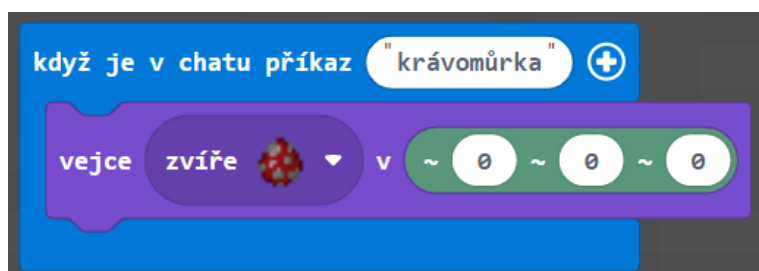 když je v chatu příkaz "krávomůrka"
vejce zvíře v ~ 0 ~ 0 ~ 0